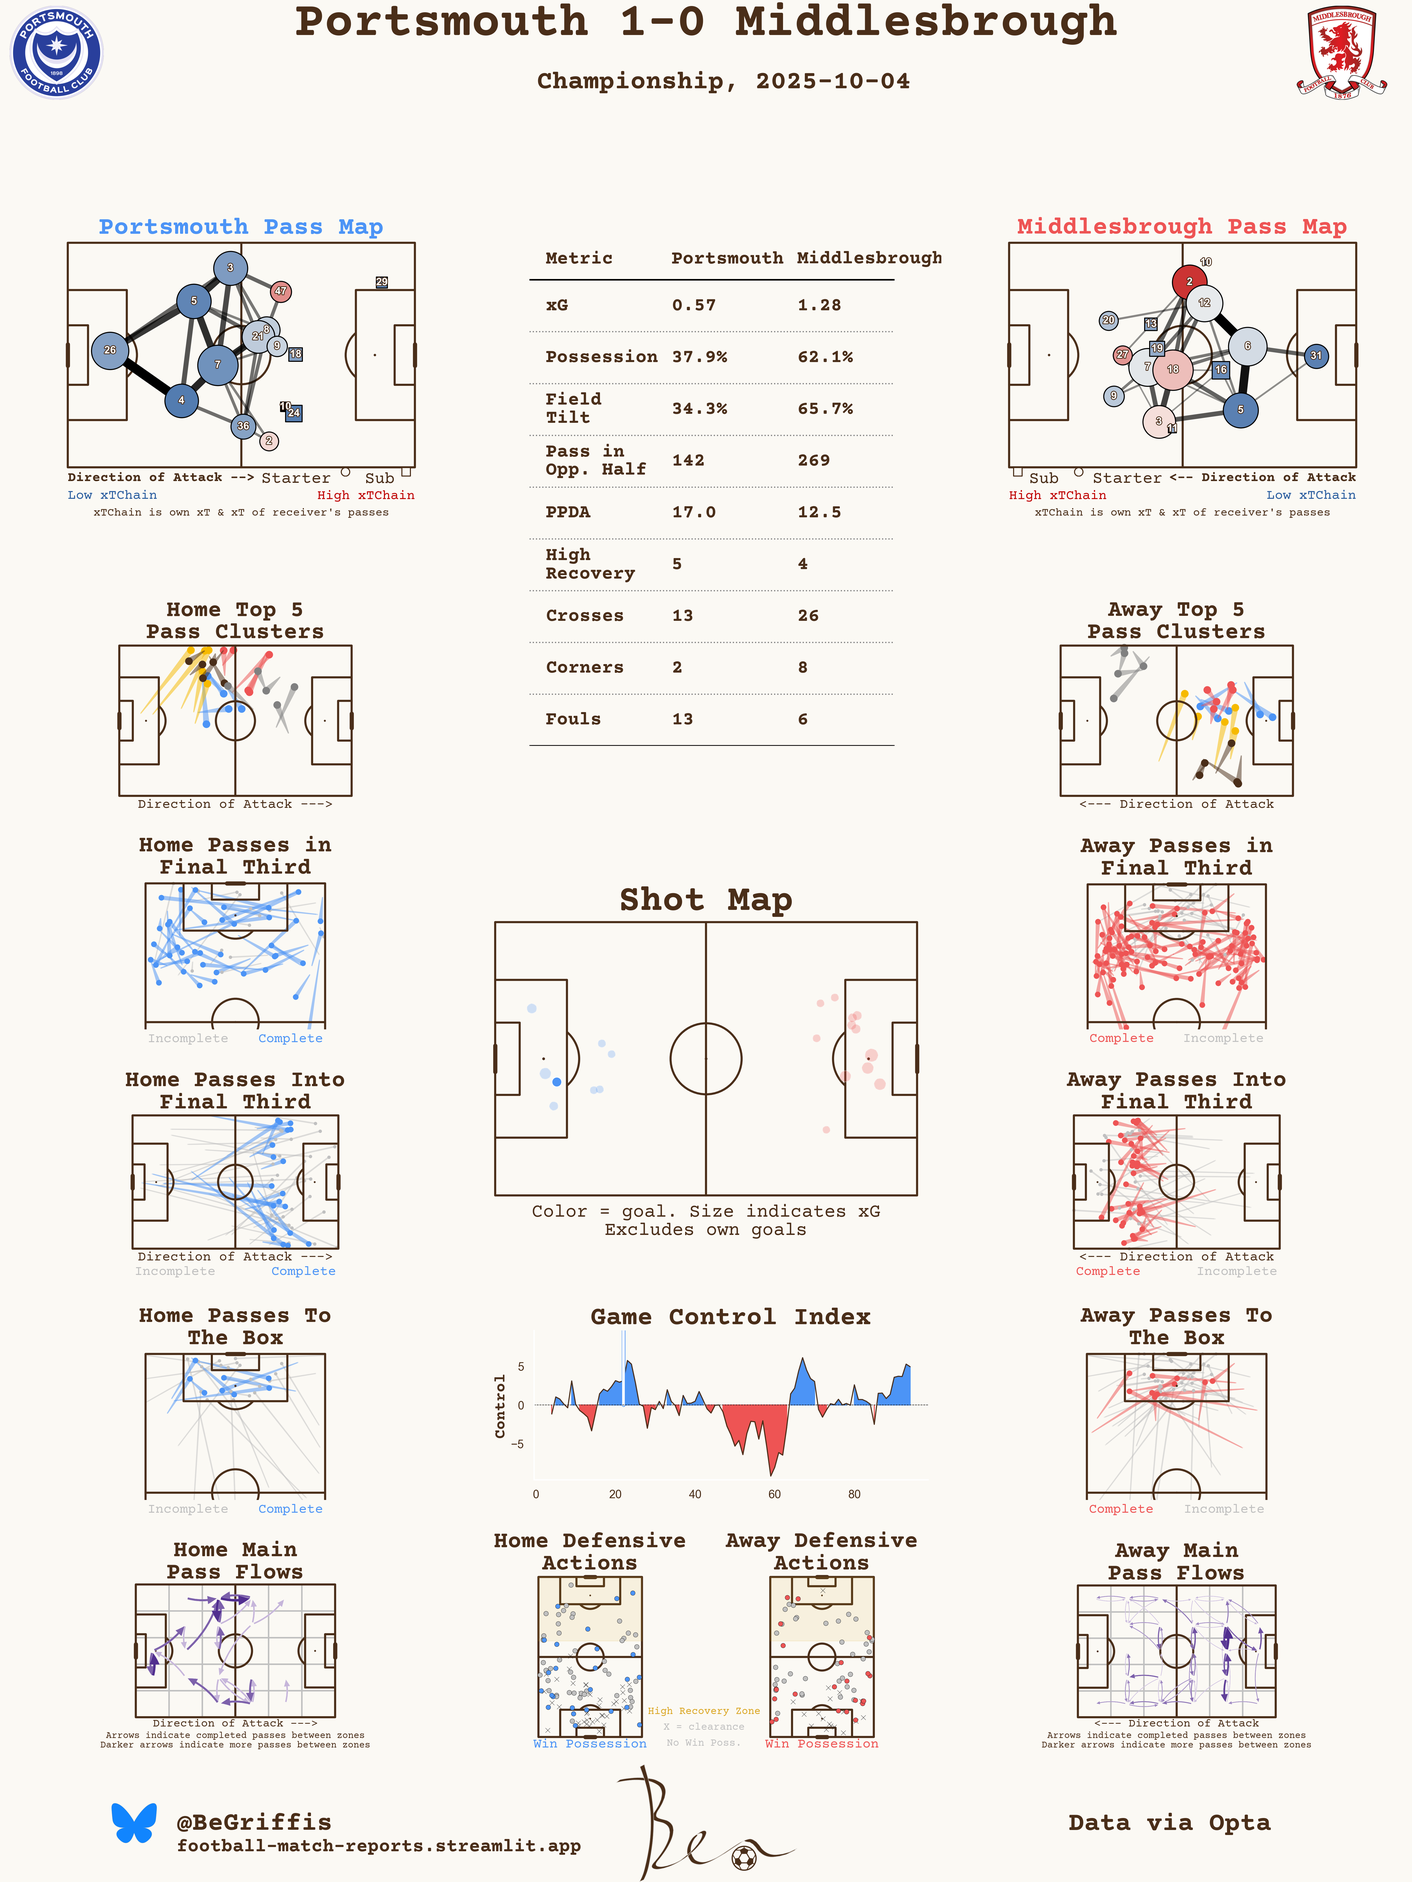 Portsmouth 1-0 Middlesbrough
Championship, 2025-10-04
PORTSMOUTH
1898
FOOTBALL CLUB
MIDDLESBROUGH
FOOTBALL CLUB
1876
Portsmouth Pass Map
3
47
29
5
8
21
9
26
18
7
4
10
24
36
2
Direction of Attack --> Starter Sub
Low xTChain High xTChain
xTChain is own xT & xT of receiver's passes
Metric Portsmouth Middlesbrough
xG 0.57 1.28
Possession 37.9% 62.1%
Field
Tilt 34.3% 65.7%
Pass in
Opp. Half 142 269
PPDA 17.0 12.5
High
Recovery 5 4
Crosses 13 26
Corners 2 8
Fouls 13 6
Middlesbrough Pass Map
10
2
12
20
13
19
6
27
31
7
18
16
9
5
3
11
Sub Starter <-- Direction of Attack
High xTChain Low xTChain
xTChain is own xT & xT of receiver's passes
Home Top 5
Pass Clusters
Direction of Attack --->
Away Top 5
Pass Clusters
<--- Direction of Attack
Home Passes in
Final Third
Incomplete Complete
Shot Map
Color = goal. Size indicates xG
Excludes own goals
Away Passes in
Final Third
Complete Incomplete
Home Passes Into
Final Third
Direction of Attack --->
Incomplete Complete
Away Passes Into
Final Third
<--- Direction of Attack
Complete Incomplete
Home Passes To
The Box
Incomplete Complete
Game Control Index
Control
5
0
−5
0 20 40 60 80
Away Passes To
The Box
Complete Incomplete
Home Main
Pass Flows
Direction of Attack --->
Arrows indicate completed passes between zones
Darker arrows indicate more passes between zones
Home Defensive
Actions
Win Possession
High Recovery Zone
X = clearance
No Win Poss.
Away Defensive
Actions
Win Possession
Away Main
Pass Flows
<--- Direction of Attack
Arrows indicate completed passes between zones
Darker arrows indicate more passes between zones
@BeGriffis
football-match-reports.streamlit.app
Ben
Data via Opta